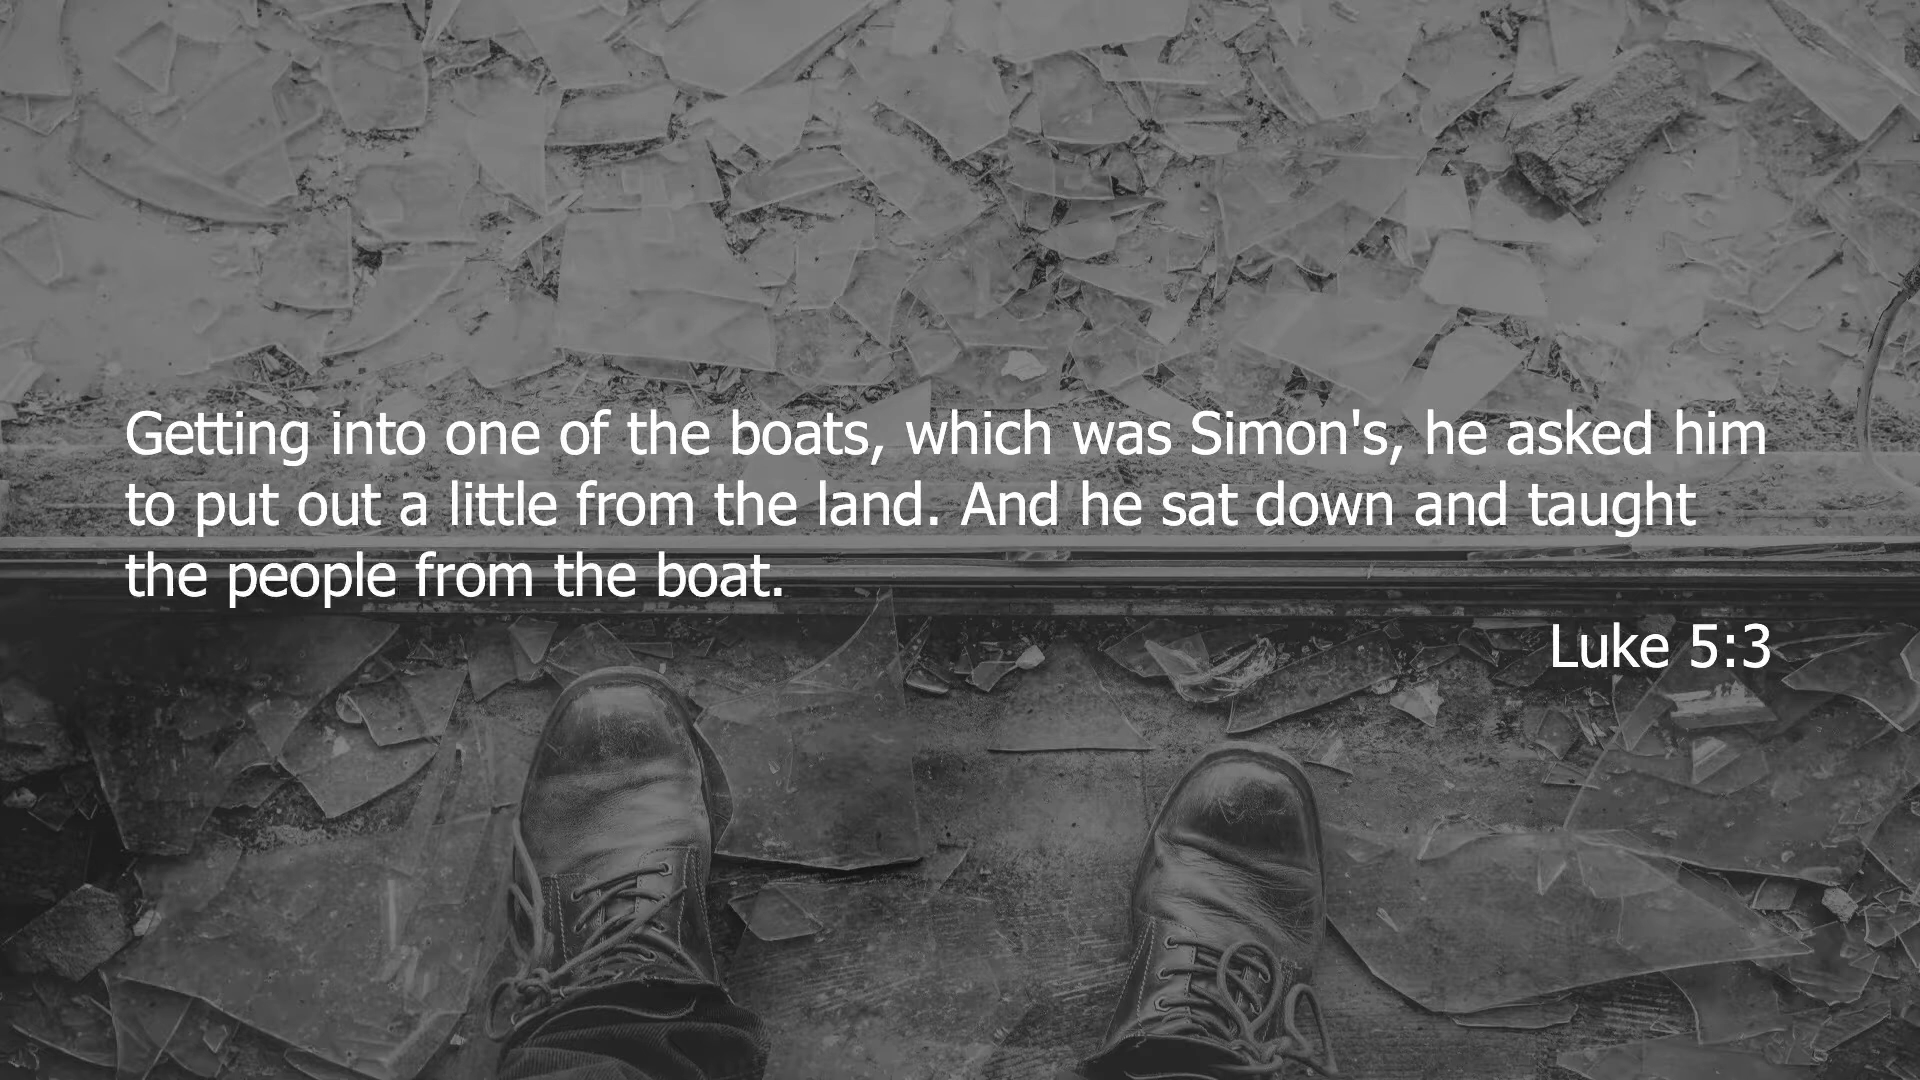 Getting into one of the boats, which was Simon's, he asked him
to put out a little from the land. And he sat down and taught
the people from the boat.
Luke 5:3